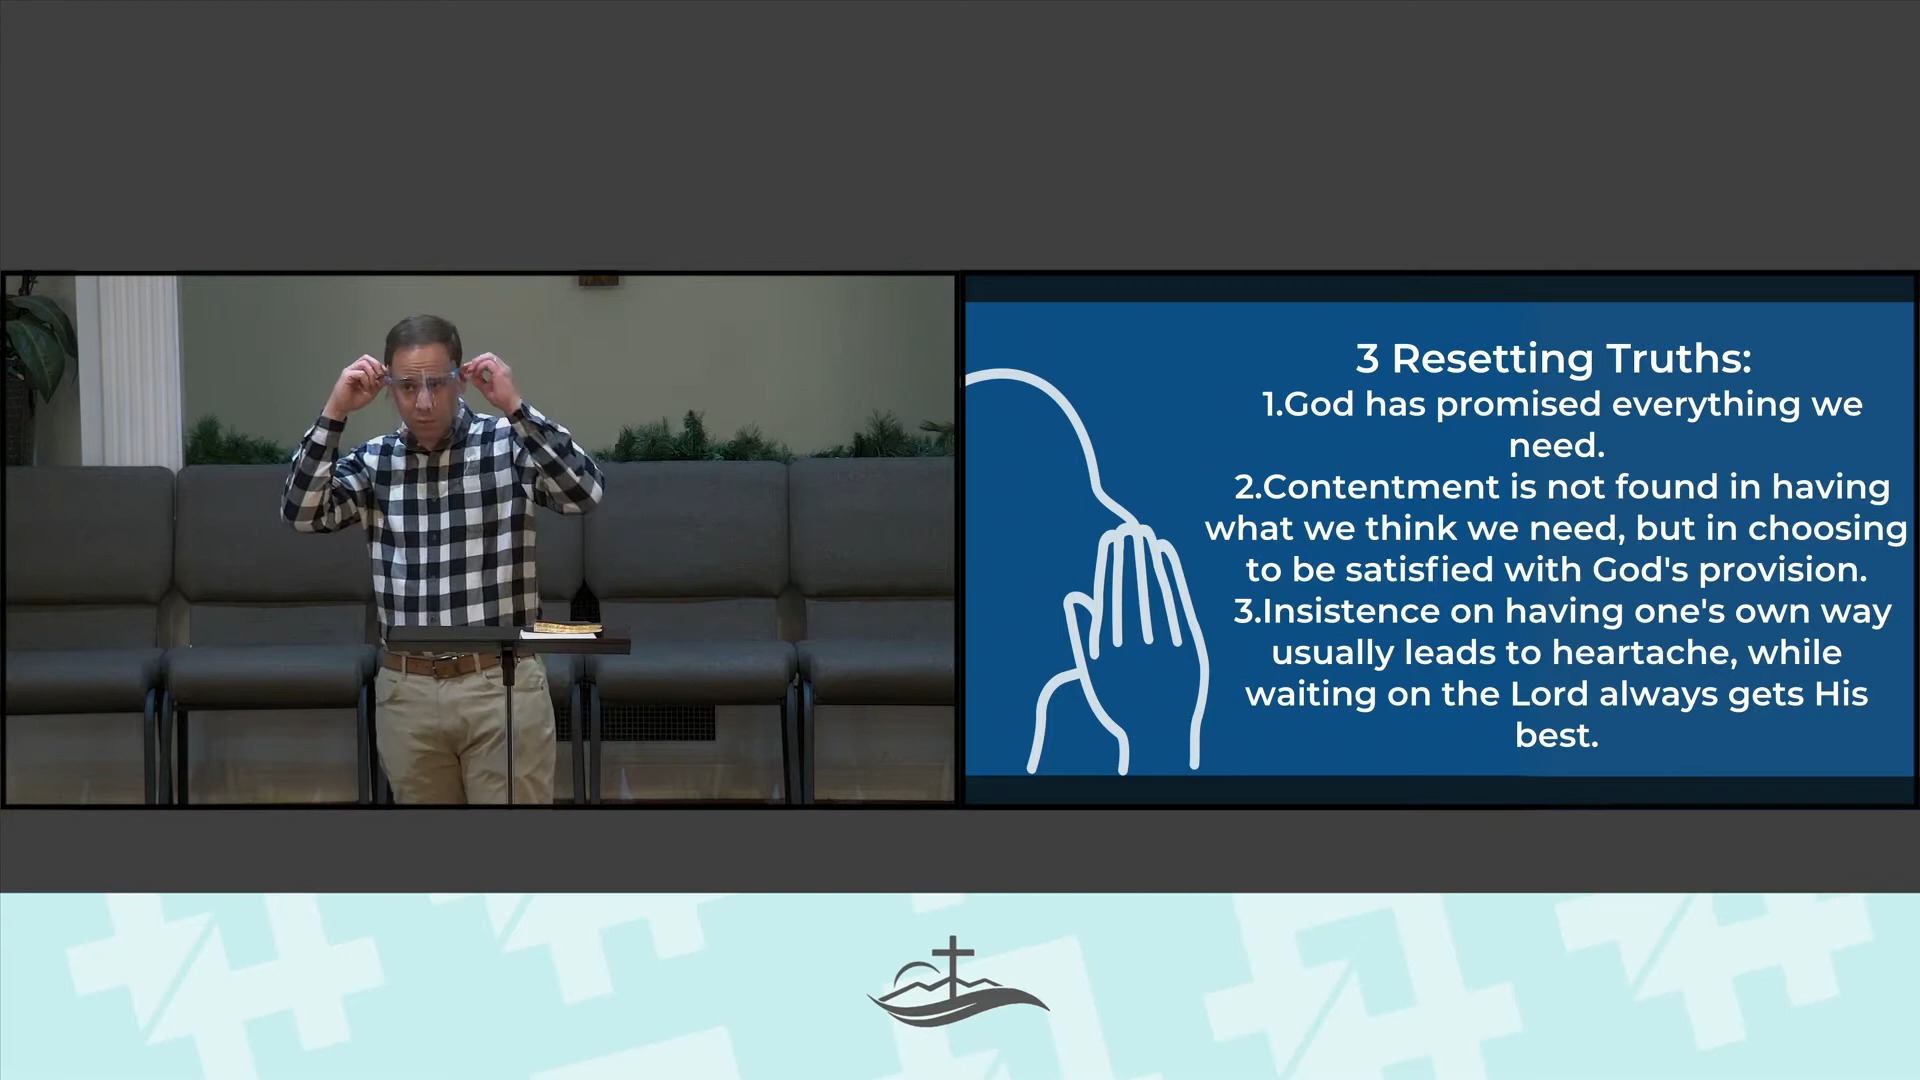 3 Resetting Truths:
1.God has promised everything we
need.
2.Contentment is not found in having
what we think we need, but in choosing
to be satisfied with God's provision.
3.Insistence on having one's own way
usually leads to heartache, while
waiting on the Lord always gets His
best.